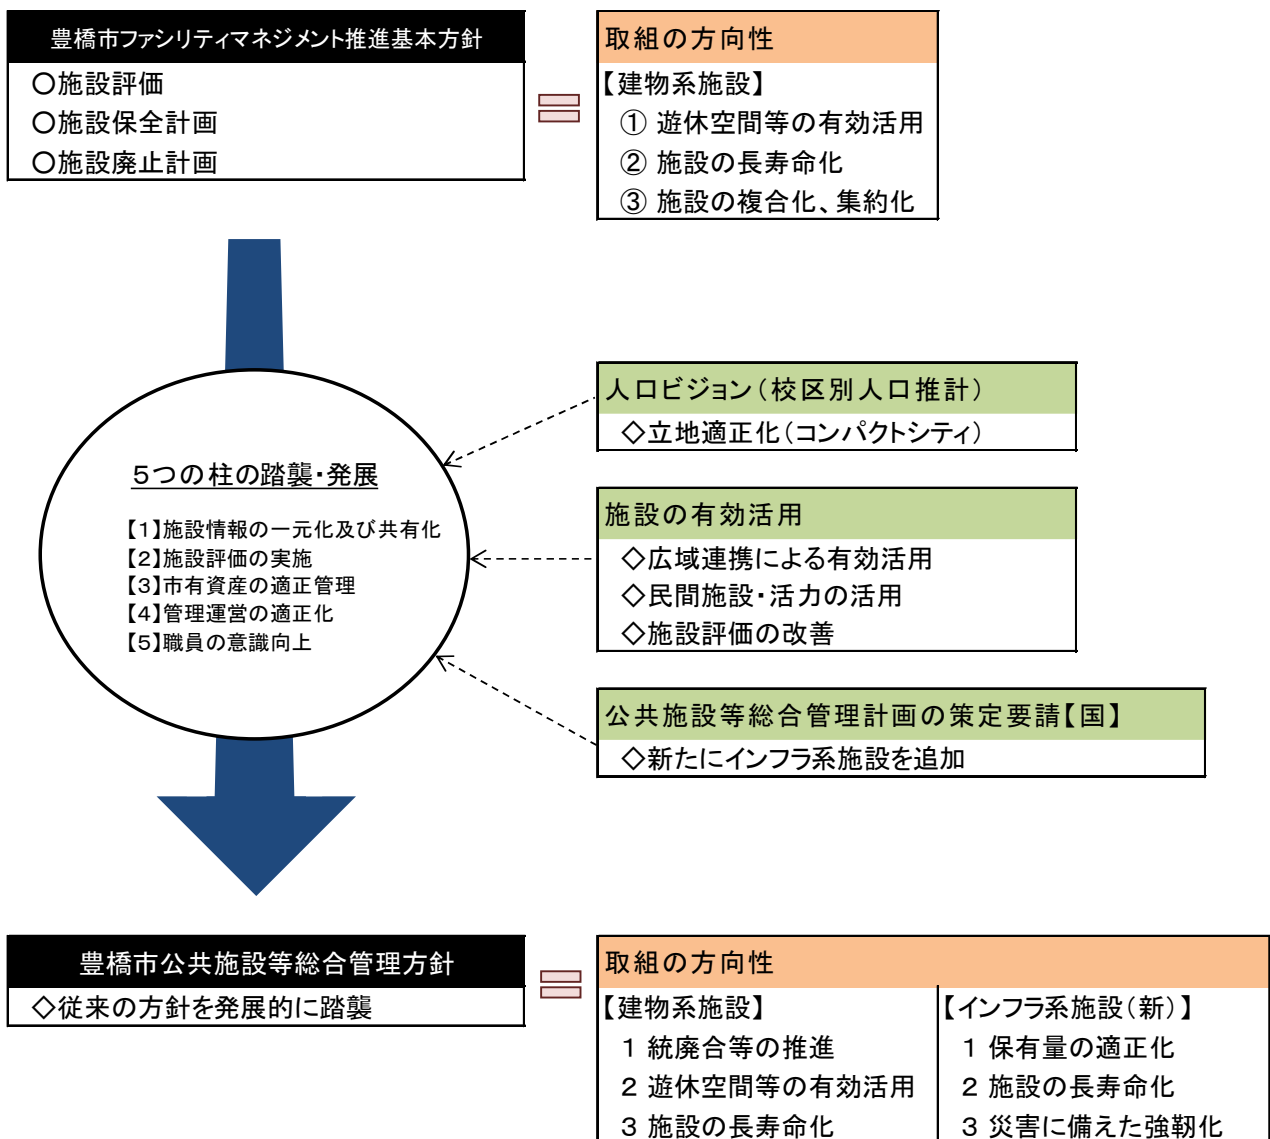 豊橋市ファシリティマネジメント推進基本方針
〇施設評価
〇施設保全計画
〇施設廃止計画
取組の方向性
【建物系施設】
① 遊休空間等の有効活用
② 施設の長寿命化
③ 施設の複合化、集約化
5つの柱の踏襲・発展
【1】施設情報の一元化及び共有化
【2】施設評価の実施
【3】市有資産の適正管理
【4】管理運営の適正化
【5】職員の意識向上
人口ビジョン（校区別人口推計）
◇立地適正化（コンパクトシティ）
施設の有効活用
◇広域連携による有効活用
◇民間施設・活力の活用
◇施設評価の改善
公共施設等総合管理計画の策定要請【国】
◇新たにインフラ系施設を追加
豊橋市公共施設等総合管理方針
◇従来の方針を発展的に踏襲
取組の方向性
【建物系施設】
1 統廃合等の推進
2 遊休空間等の有効活用
3 施設の長寿命化
【インフラ系施設（新）】
1 保有量の適正化
2 施設の長寿命化
3 災害に備えた強靭化